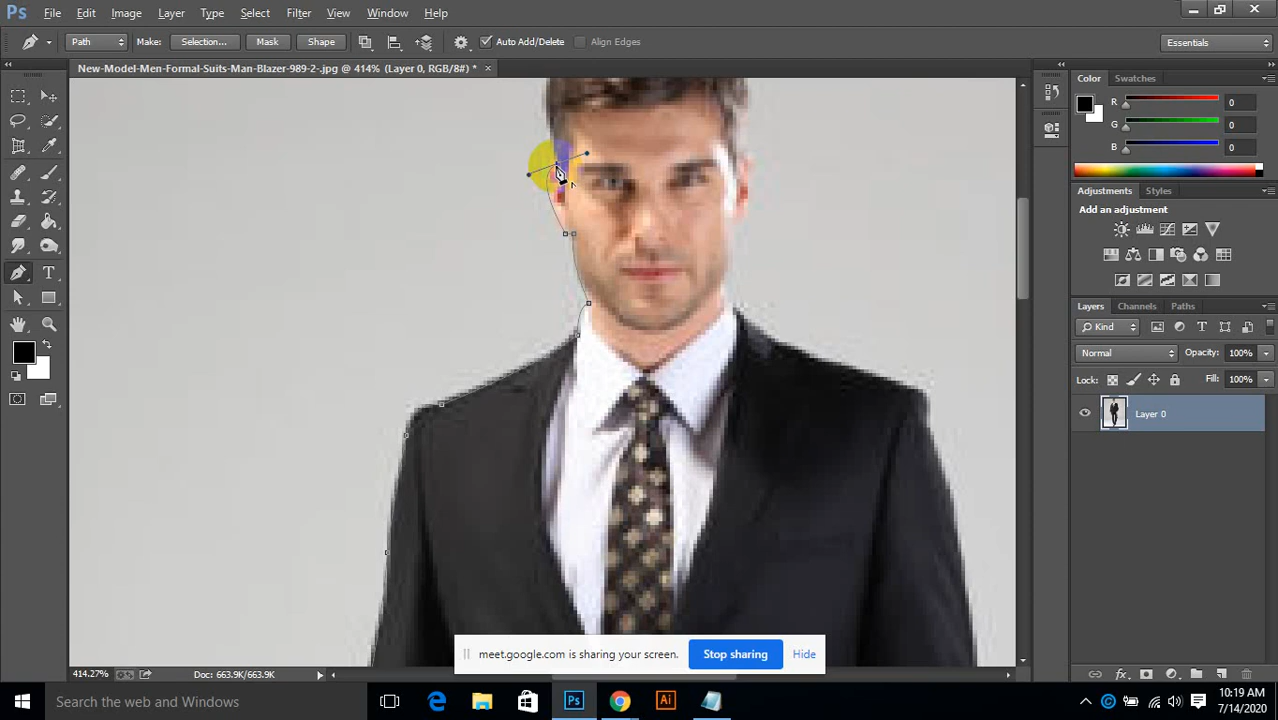 Ps File Edit Image Layer Type Select Filter View Window Help
Path Make: Selection... Mask Shape Auto Add/Delete Align Edges Essentials
New-Model-Men-Formal-Suits-Man-Blazer-989-2-.jpg @ 414% (Layer 0, RGB/8#) *
Color Swatches
R 0
G 0
B 0
Adjustments Styles
Add an adjustment
Layers Channels Paths
Kind
Normal Opacity: 100%
Lock: Fill: 100%
Layer 0
meet.google.com is sharing your screen. Stop sharing Hide
414.27% Doc: 663.9K/663.9K
Search the web and Windows
Ps Ai
10:19 AM
7/14/2020